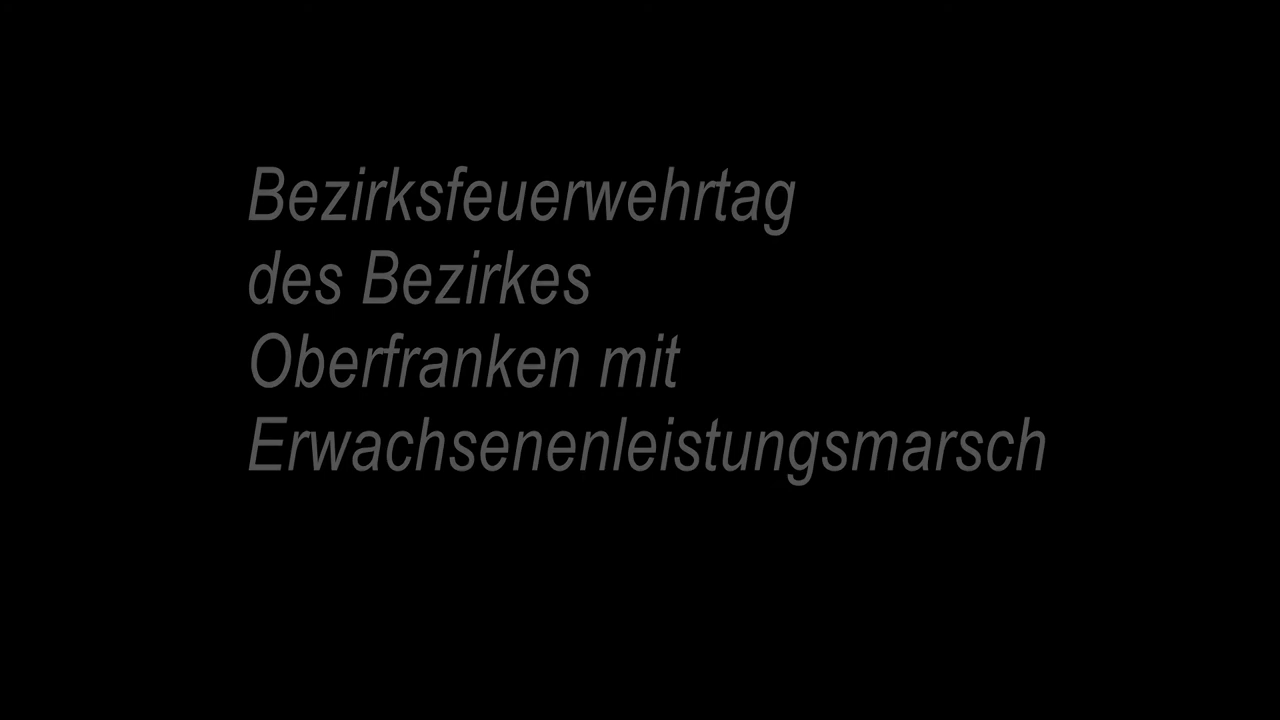 Bezirksfeuerwehrtag
des Bezirkes
Oberfranken mit
Erwachsenenleistungsmarsch